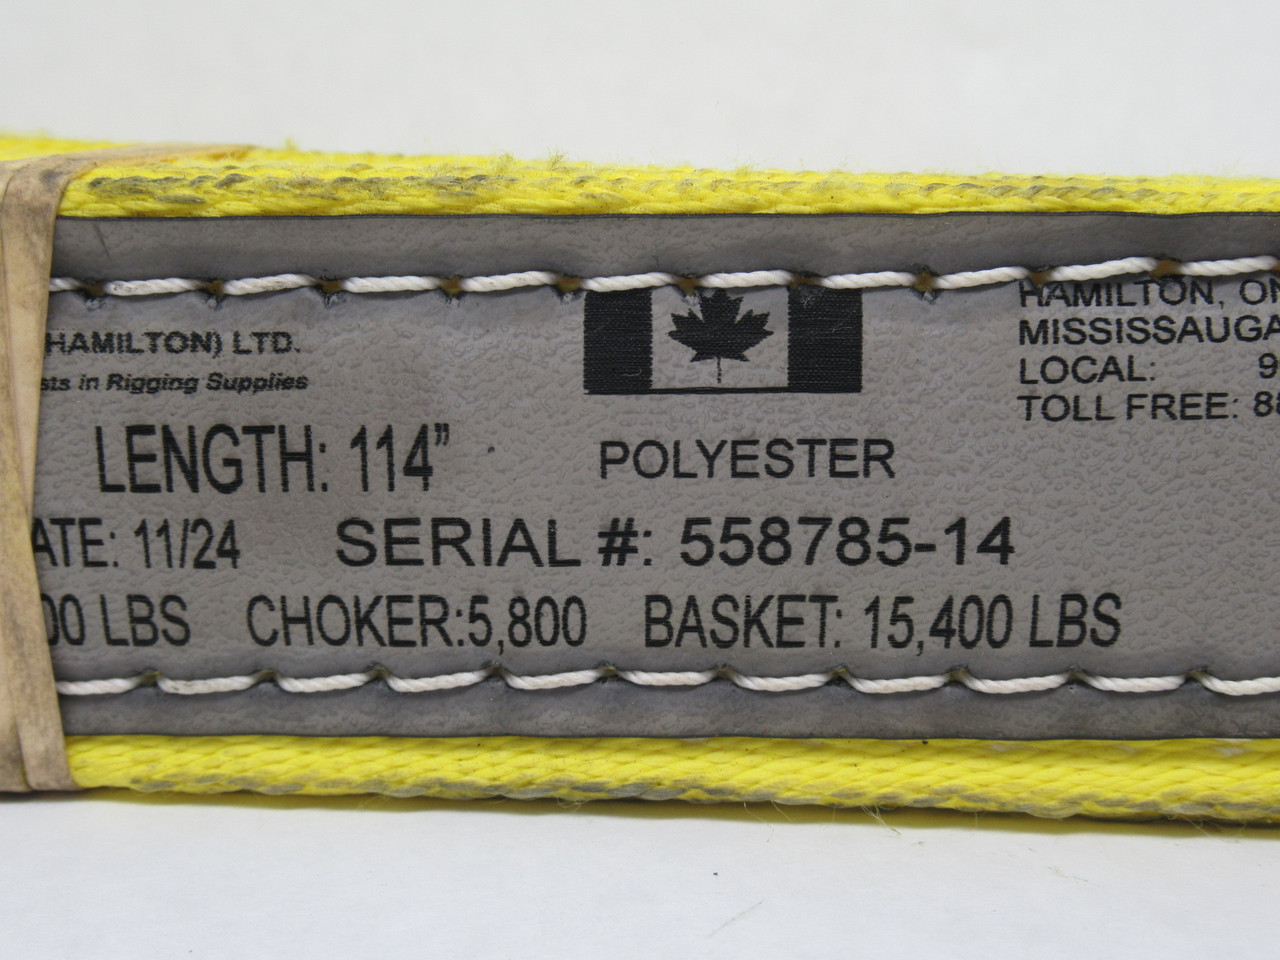 (HAMILTON) LTD.
sts in Rigging Supplies
HAMILTON, ON
MISSISSAUGA
LOCAL: 9
TOLL FREE: 88
LENGTH: 114"
POLYESTER
ATE: 11/24 SERIAL #: 558785-14
00 LBS CHOKER:5,800 BASKET: 15,400 LBS